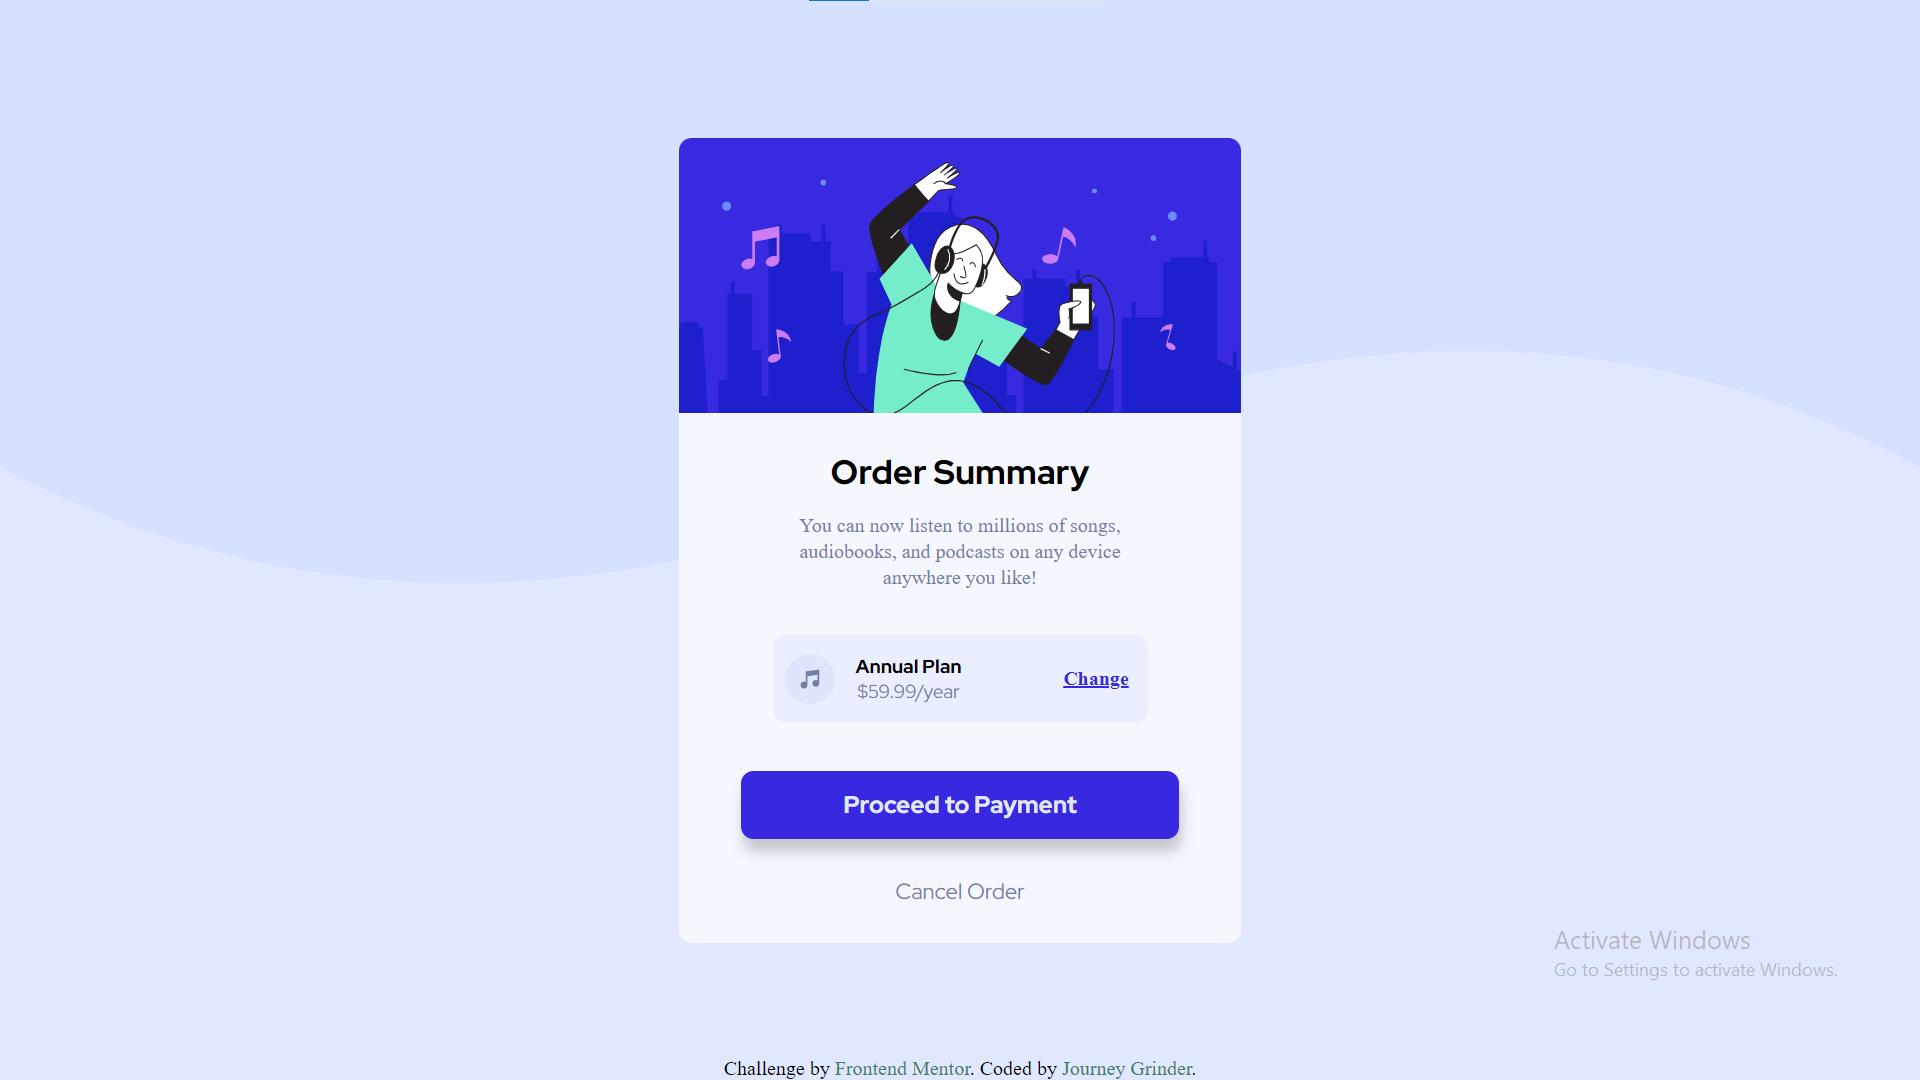 Order Summary
You can now listen to millions of songs,
audiobooks, and podcasts on any device
anywhere you like!
Annual Plan
$59.99/year
Change
Proceed to Payment
Cancel Order
Activate Windows
Go to Settings to activate Windows.
Challenge by Frontend Mentor. Coded by Journey Grinder.